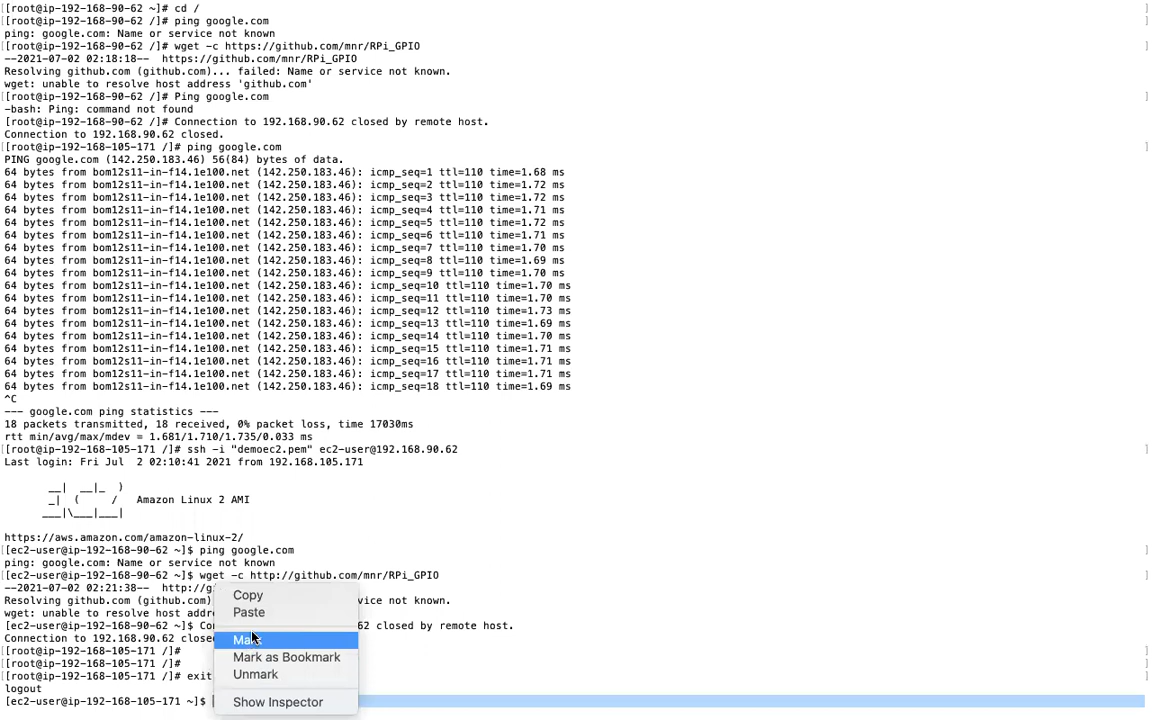 [[root@ip-192-168-90-62 ~]# cd / ]
[[root@ip-192-168-90-62 /]# ping google.com ]
ping: google.com: Name or service not known
[[root@ip-192-168-90-62 /]# wget -c https://github.com/mnr/RPi_GPIO ]
--2021-07-02 02:18:18--  https://github.com/mnr/RPi_GPIO
Resolving github.com (github.com)... failed: Name or service not known.
wget: unable to resolve host address 'github.com'
[[root@ip-192-168-90-62 /]# Ping google.com ]
-bash: Ping: command not found
[root@ip-192-168-90-62 /]# Connection to 192.168.90.62 closed by remote host.
Connection to 192.168.90.62 closed.
[[root@ip-192-168-105-171 /]# ping google.com ]
PING google.com (142.250.183.46) 56(84) bytes of data.
64 bytes from bom12s11-in-f14.1e100.net (142.250.183.46): icmp_seq=1 ttl=110 time=1.68 ms
64 bytes from bom12s11-in-f14.1e100.net (142.250.183.46): icmp_seq=2 ttl=110 time=1.72 ms
64 bytes from bom12s11-in-f14.1e100.net (142.250.183.46): icmp_seq=3 ttl=110 time=1.72 ms
64 bytes from bom12s11-in-f14.1e100.net (142.250.183.46): icmp_seq=4 ttl=110 time=1.71 ms
64 bytes from bom12s11-in-f14.1e100.net (142.250.183.46): icmp_seq=5 ttl=110 time=1.72 ms
64 bytes from bom12s11-in-f14.1e100.net (142.250.183.46): icmp_seq=6 ttl=110 time=1.71 ms
64 bytes from bom12s11-in-f14.1e100.net (142.250.183.46): icmp_seq=7 ttl=110 time=1.70 ms
64 bytes from bom12s11-in-f14.1e100.net (142.250.183.46): icmp_seq=8 ttl=110 time=1.69 ms
64 bytes from bom12s11-in-f14.1e100.net (142.250.183.46): icmp_seq=9 ttl=110 time=1.70 ms
64 bytes from bom12s11-in-f14.1e100.net (142.250.183.46): icmp_seq=10 ttl=110 time=1.70 ms
64 bytes from bom12s11-in-f14.1e100.net (142.250.183.46): icmp_seq=11 ttl=110 time=1.70 ms
64 bytes from bom12s11-in-f14.1e100.net (142.250.183.46): icmp_seq=12 ttl=110 time=1.73 ms
64 bytes from bom12s11-in-f14.1e100.net (142.250.183.46): icmp_seq=13 ttl=110 time=1.69 ms
64 bytes from bom12s11-in-f14.1e100.net (142.250.183.46): icmp_seq=14 ttl=110 time=1.70 ms
64 bytes from bom12s11-in-f14.1e100.net (142.250.183.46): icmp_seq=15 ttl=110 time=1.71 ms
64 bytes from bom12s11-in-f14.1e100.net (142.250.183.46): icmp_seq=16 ttl=110 time=1.71 ms
64 bytes from bom12s11-in-f14.1e100.net (142.250.183.46): icmp_seq=17 ttl=110 time=1.71 ms
64 bytes from bom12s11-in-f14.1e100.net (142.250.183.46): icmp_seq=18 ttl=110 time=1.69 ms
^C
--- google.com ping statistics ---
18 packets transmitted, 18 received, 0% packet loss, time 17030ms
rtt min/avg/max/mdev = 1.681/1.710/1.735/0.033 ms
[[root@ip-192-168-105-171 /]# ssh -i "demoec2.pem" ec2-user@192.168.90.62 ]
Last login: Fri Jul  2 02:10:41 2021 from 192.168.105.171
__|  __|_  )
_|  (     /   Amazon Linux 2 AMI
___|\___|___|
https://aws.amazon.com/amazon-linux-2/
[[ec2-user@ip-192-168-90-62 ~]$ ping google.com ]
ping: google.com: Name or service not known
[[ec2-user@ip-192-168-90-62 ~]$ wget -c http://github.com/mnr/RPi_GPIO ]
--2021-07-02 02:21:38--  http://g
Resolving github.com (github.com) vice not known.
wget: unable to resolve host addre
[ec2-user@ip-192-168-90-62 ~]$ Co 62 closed by remote host.
Connection to 192.168.90.62 close
[[root@ip-192-168-105-171 /]# ]
[[root@ip-192-168-105-171 /]# ]
[[root@ip-192-168-105-171 /]# exit ]
logout
[ec2-user@ip-192-168-105-171 ~]$
Copy
Paste
Mark as Bookmark
Unmark
Show Inspector